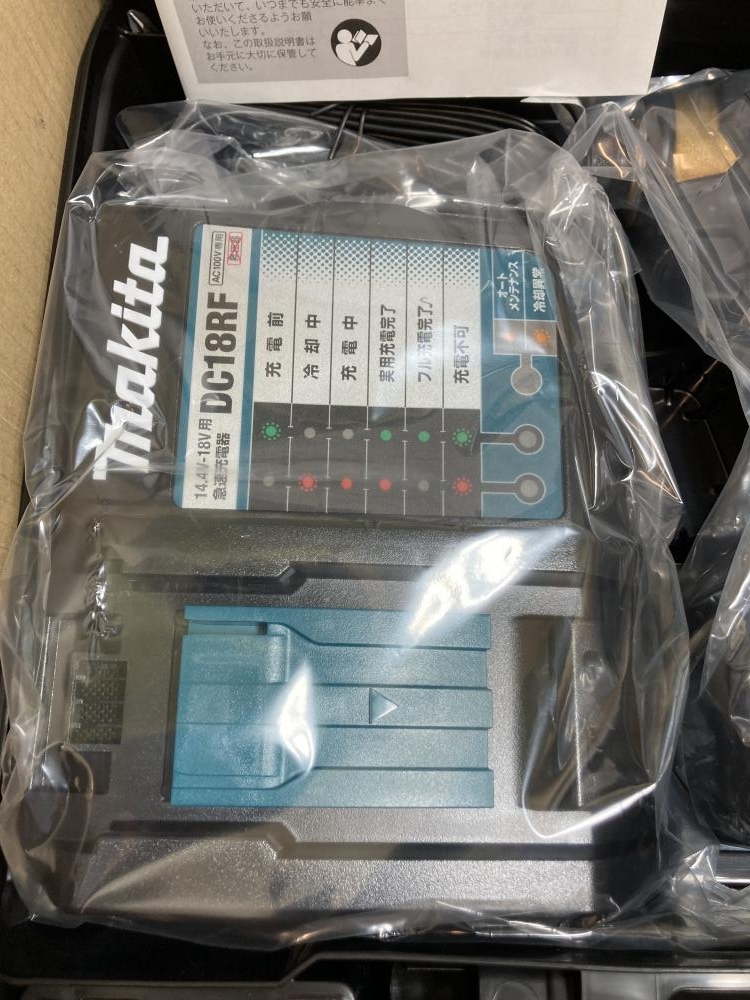 いただいて、いつまでも安全に能率よく
お使いくださるようお願
いいたします。
なお、この取扱説明書は
お手元に大切に保管して
ください。
makita
14.4V-18V用
急速充電器
DC18RF
AC100V専用
充電前
冷却中
充電中
実用充電完了
フル充電完了♪
充電不可
オート
メンテナンス
冷却異常